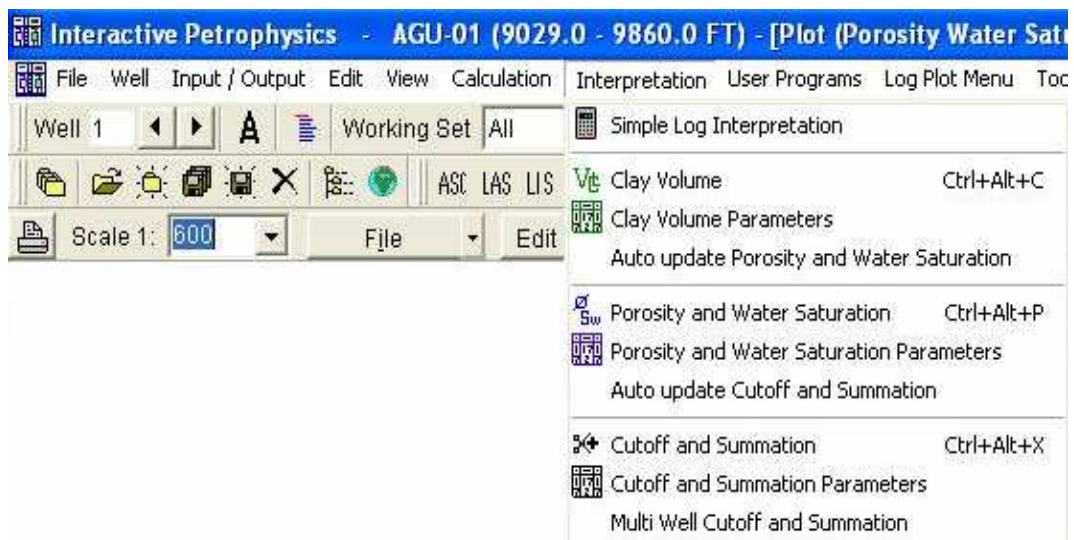 Interactive Petrophysics - AGU-01 (9029.0 - 9860.0 FT) - [Plot (Porosity Water
File Well Input / Output Edit View Calculation Interpretation User Programs Log Plot Menu
Well 1 A Working Set All
ASC LAS LIS
Scale 1: 600 File Edit
Simple Log Interpretation
Clay Volume Ctrl+Alt+C
Clay Volume Parameters
Auto update Porosity and Water Saturation
Ø Sw Porosity and Water Saturation Ctrl+Alt+P
Porosity and Water Saturation Parameters
Auto update Cutoff and Summation
Cutoff and Summation Ctrl+Alt+X
Cutoff and Summation Parameters
Multi Well Cutoff and Summation